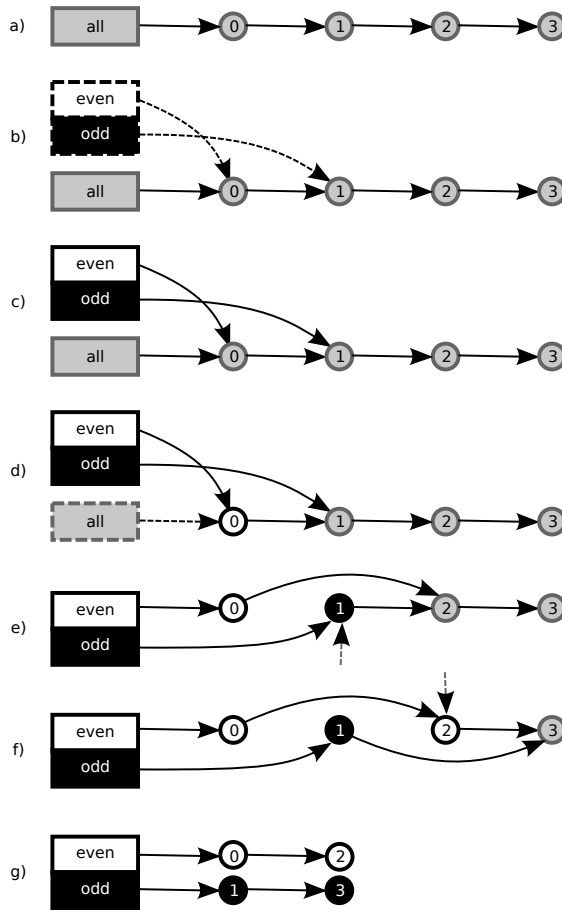 a) all 0 1 2 3
even
b) odd
all 0 1 2 3
even
c) odd
all 0 1 2 3
even
d) odd
all 0 1 2 3
e) even 0 1 2 3
odd
f) even 0 1 2 3
odd
even 0 2
g) odd 1 3